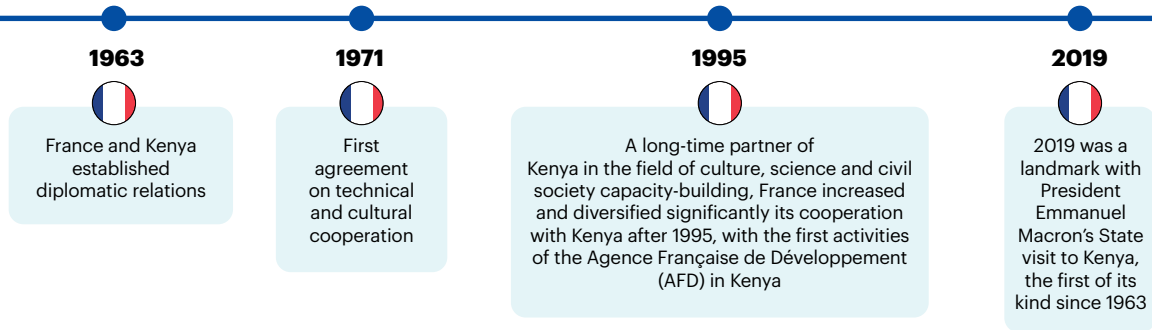 1963
France and Kenya
established
diplomatic relations
1971
First
agreement
on technical
and cultural
cooperation
1995
A long-time partner of
Kenya in the field of culture, science and civil
society capacity-building, France increased
and diversified significantly its cooperation
with Kenya after 1995, with the first activities
of the Agence Française de Développement
(AFD) in Kenya
2019
2019 was a
landmark with
President
Emmanuel
Macron’s State
visit to Kenya,
the first of its
kind since 1963